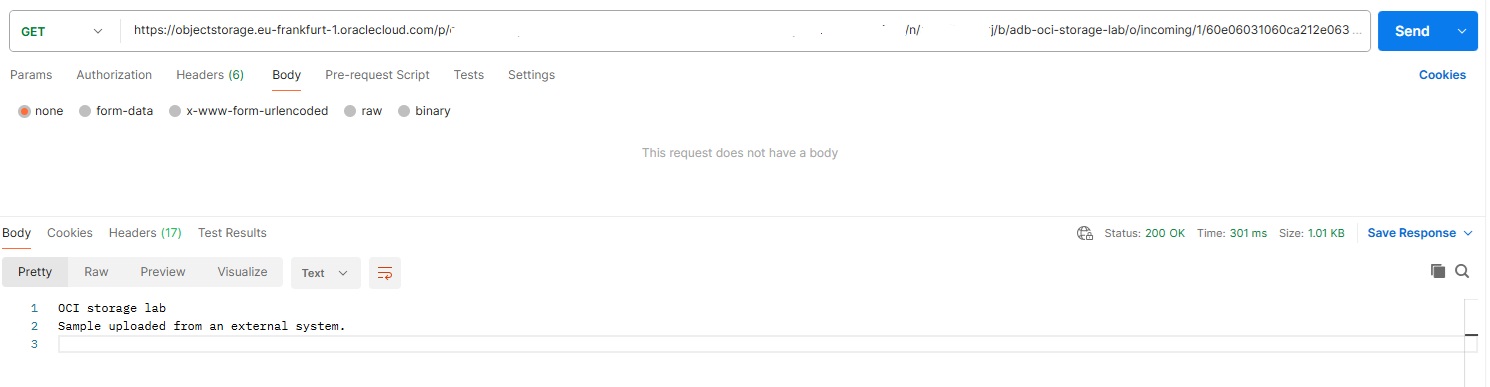 GET https://objectstorage.eu-frankfurt-1.oraclecloud.com/p/ /n/ j/b/adb-oci-storage-lab/o/incoming/1/60e06031060ca212e063 ... Send
Params Authorization Headers (6) Body Pre-request Script Tests Settings Cookies
none form-data x-www-form-urlencoded raw binary
This request does not have a body
Body Cookies Headers (17) Test Results Status: 200 OK Time: 301 ms Size: 1.01 KB Save Response
Pretty Raw Preview Visualize Text
1 OCI storage lab
2 Sample uploaded from an external system.
3